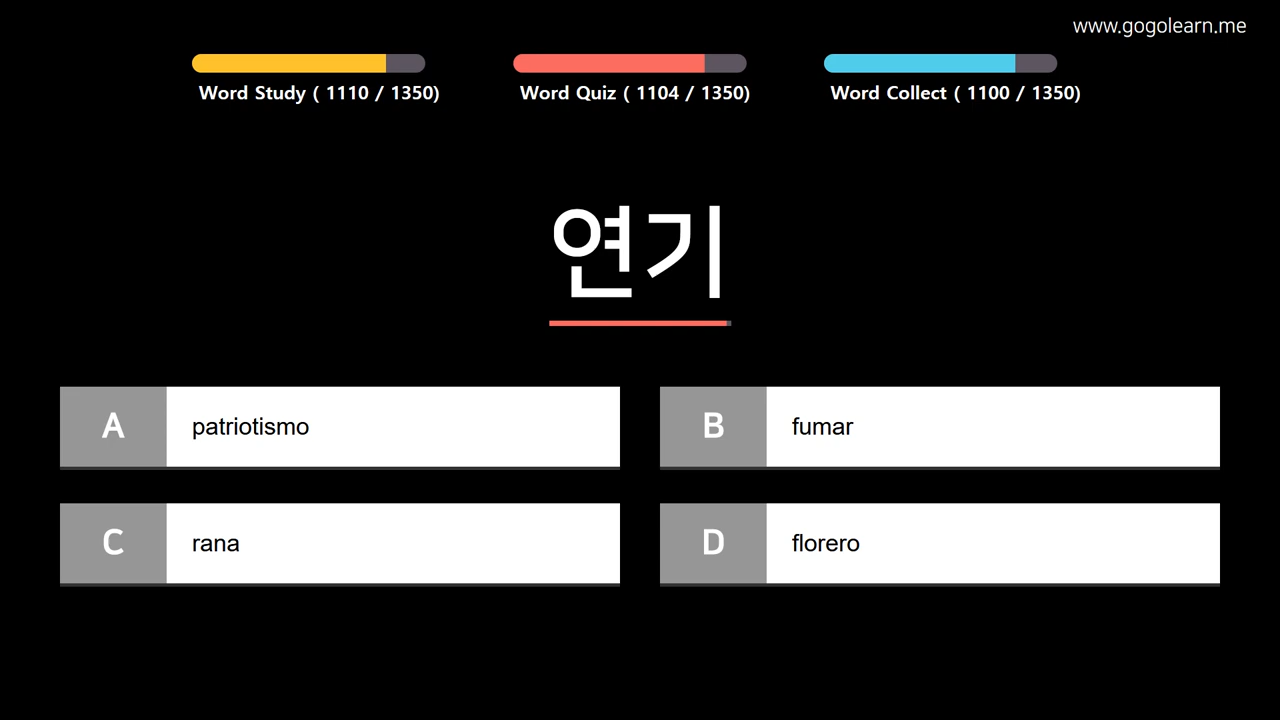 www.gogolearn.me
Word Study ( 1110 / 1350)
Word Quiz ( 1104 / 1350)
Word Collect ( 1100 / 1350)
연기
A patriotismo
B fumar
C rana
D florero